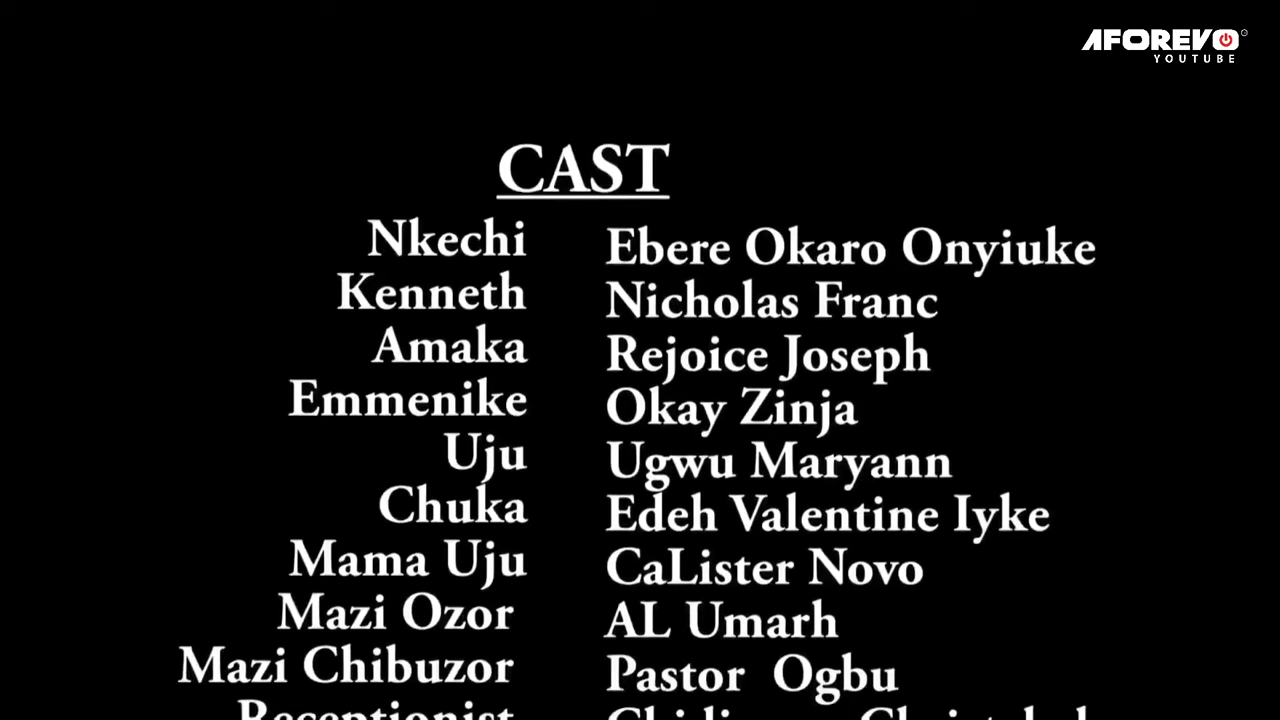 AFOREVO
YOUTUBE
CAST
Nkechi Ebere Okaro Onyiuke
Kenneth Nicholas Franc
Amaka Rejoice Joseph
Emmenike Okay Zinja
Uju Ugwu Maryann
Chuka Edeh Valentine Iyke
Mama Uju CaLister Novo
Mazi Ozor AL Umarh
Mazi Chibuzor Pastor Ogbu
Receptionist